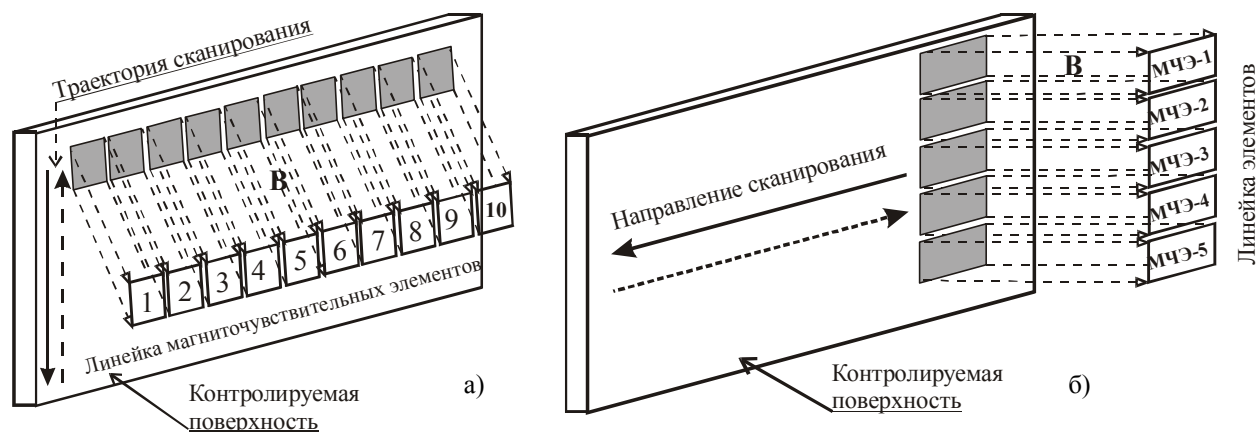 Траектория сканирования
В
1 2 3 4 5 6 7 8 9 10
Линейка магниточувствительных элементов
Контролируемая
поверхность
а)
В
МЧЭ-1
МЧЭ-2
МЧЭ-3
МЧЭ-4
МЧЭ-5
Линейка элементов
Направление сканирования
Контролируемая
поверхность
б)